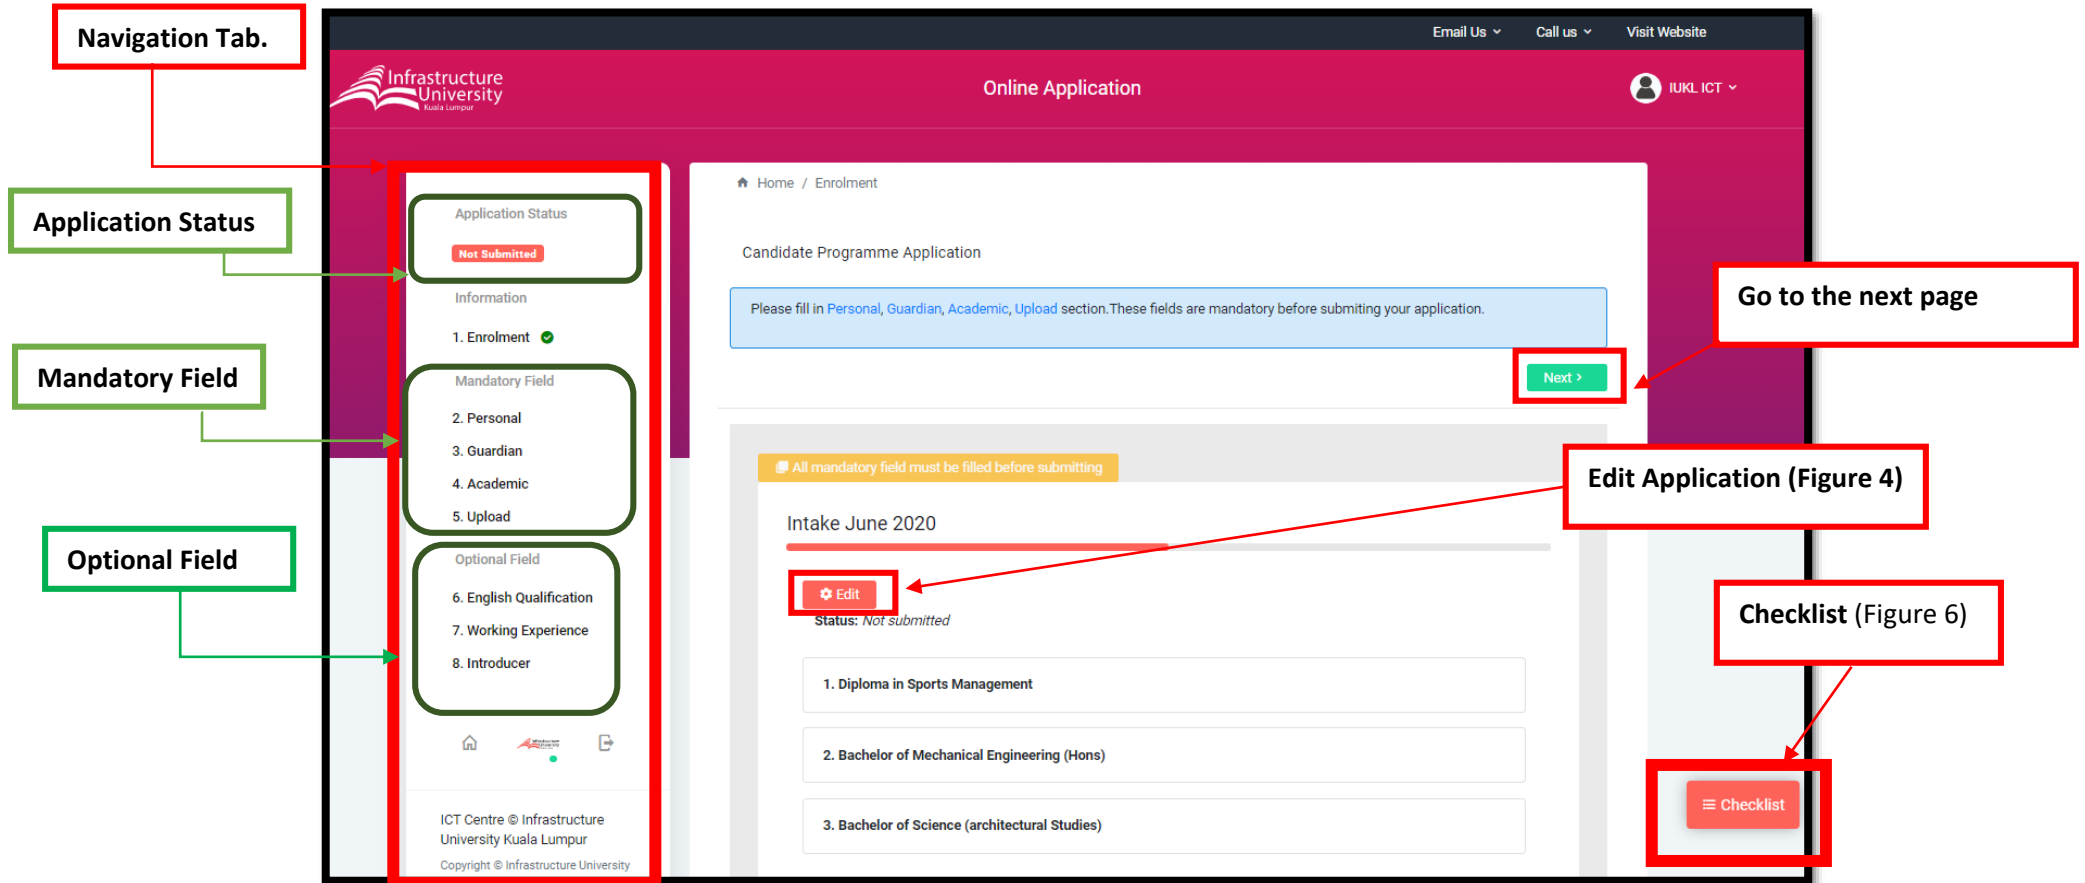 Navigation Tab.
Email Us
Call us
Visit Website
Infrastructure
University
Kuala Lumpur
Online Application
IUKL ICT
Application Status
Application Status
Not Submitted
Information
1. Enrolment
Mandatory Field
Mandatory Field
2. Personal
3. Guardian
4. Academic
5. Upload
Optional Field
Optional Field
6. English Qualification
7. Working Experience
8. Introducer
Infrastructure
University
ICT Centre © Infrastructure
University Kuala Lumpur
Copyright © Infrastructure University
Home / Enrolment
Candidate Programme Application
Please fill in Personal, Guardian, Academic, Upload section.These fields are mandatory before submiting your application.
Next >
Go to the next page
All mandatory field must be filled before submitting
Edit Application (Figure 4)
Intake June 2020
Edit
Status: Not submitted
1. Diploma in Sports Management
2. Bachelor of Mechanical Engineering (Hons)
3. Bachelor of Science (architectural Studies)
Checklist (Figure 6)
Checklist